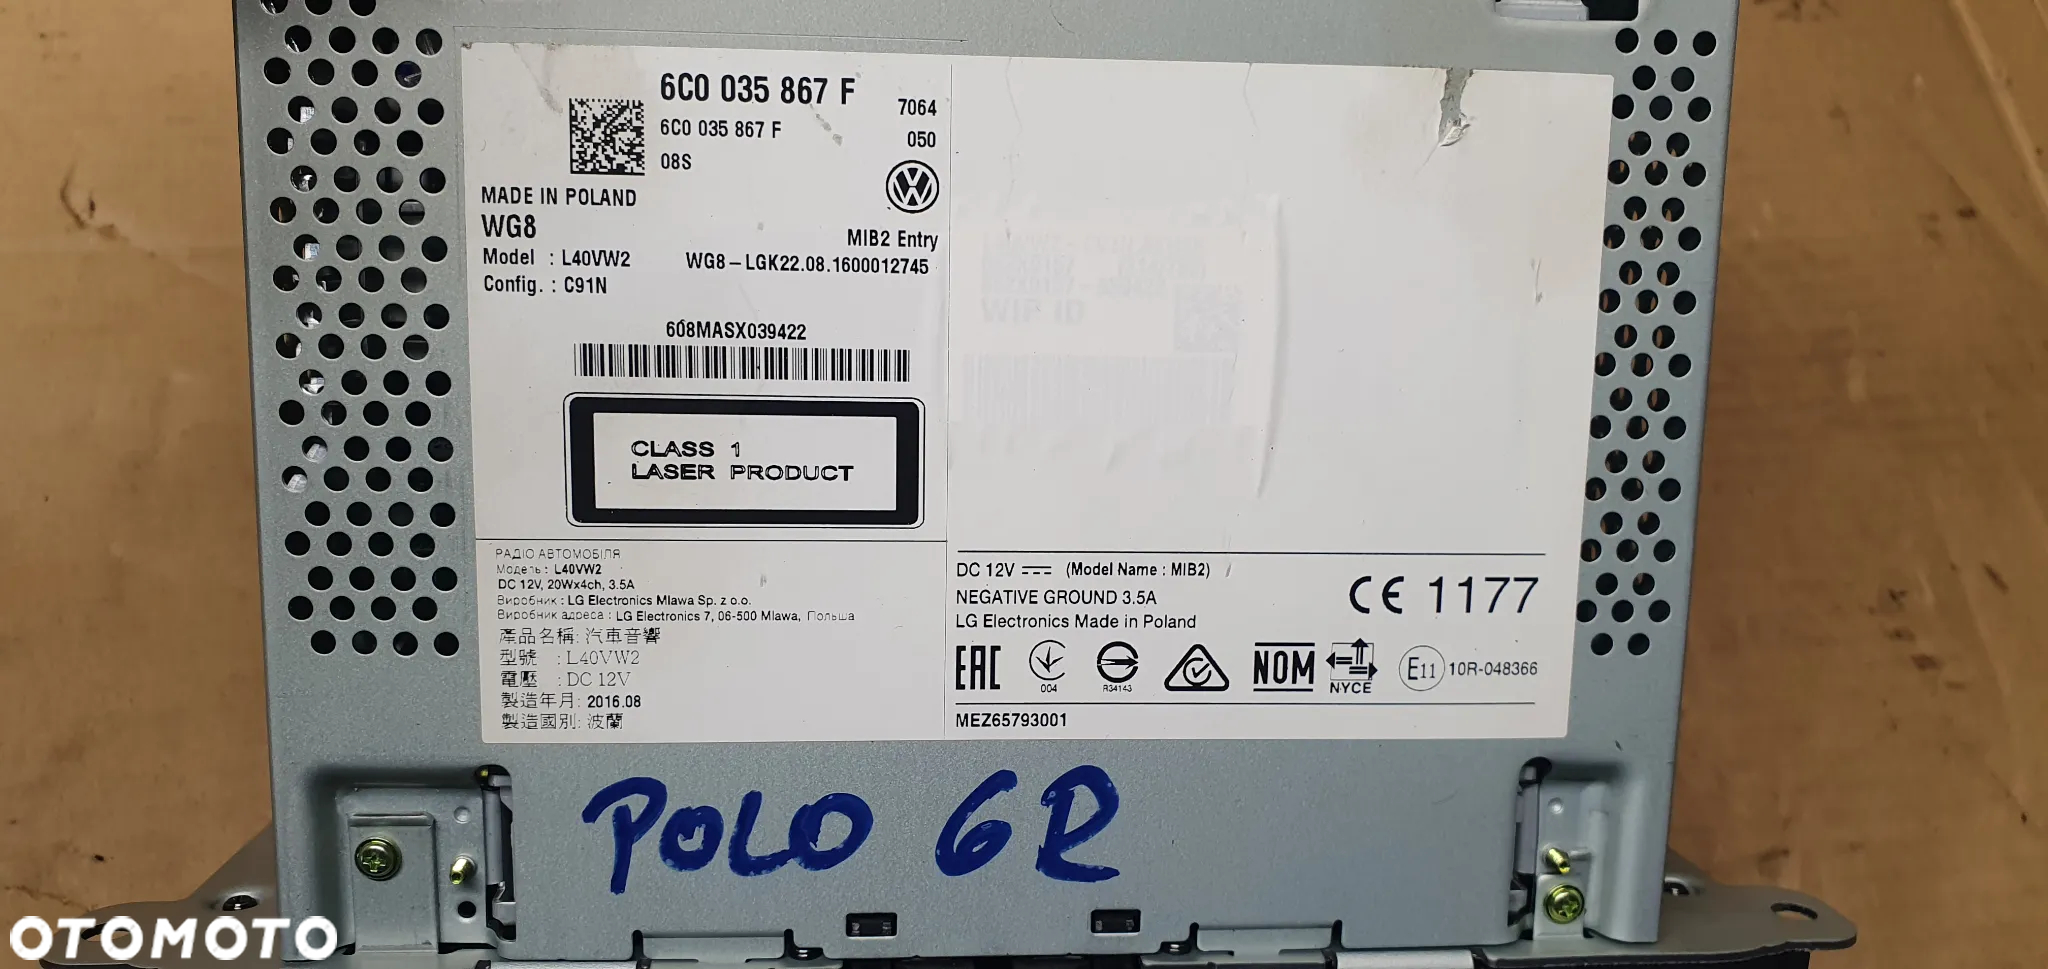 6C0 035 867 F
7064
6C0 035 867 F
050
08S
MADE IN POLAND
WG8
MIB2 Entry
Model : L40VW2
WG8-LGK22.08.1600012745
Config. : C91N
608MASX039422
CLASS 1
LASER PRODUCT
WIP ID
РАДІО АВТОМОБІЛЯ
Модель : L40VW2
DC 12V, 20Wx4ch, 3.5A
Виробник : LG Electronics Mlawa Sp. z o.o.
Виробник адреса : LG Electronics 7, 06-500 Mlawa, Польша
產品名稱: 汽車音響
型號 : L40VW2
電壓 : DC 12V
製造年月: 2016.08
製造國別: 波蘭
DC 12V (Model Name : MIB2)
NEGATIVE GROUND 3.5A
LG Electronics Made in Poland
CE 1177
EAC
004
R34143
NOM
NYCE
E11 10R-048366
MEZ65793001
POLO 6R
OTOMOTO